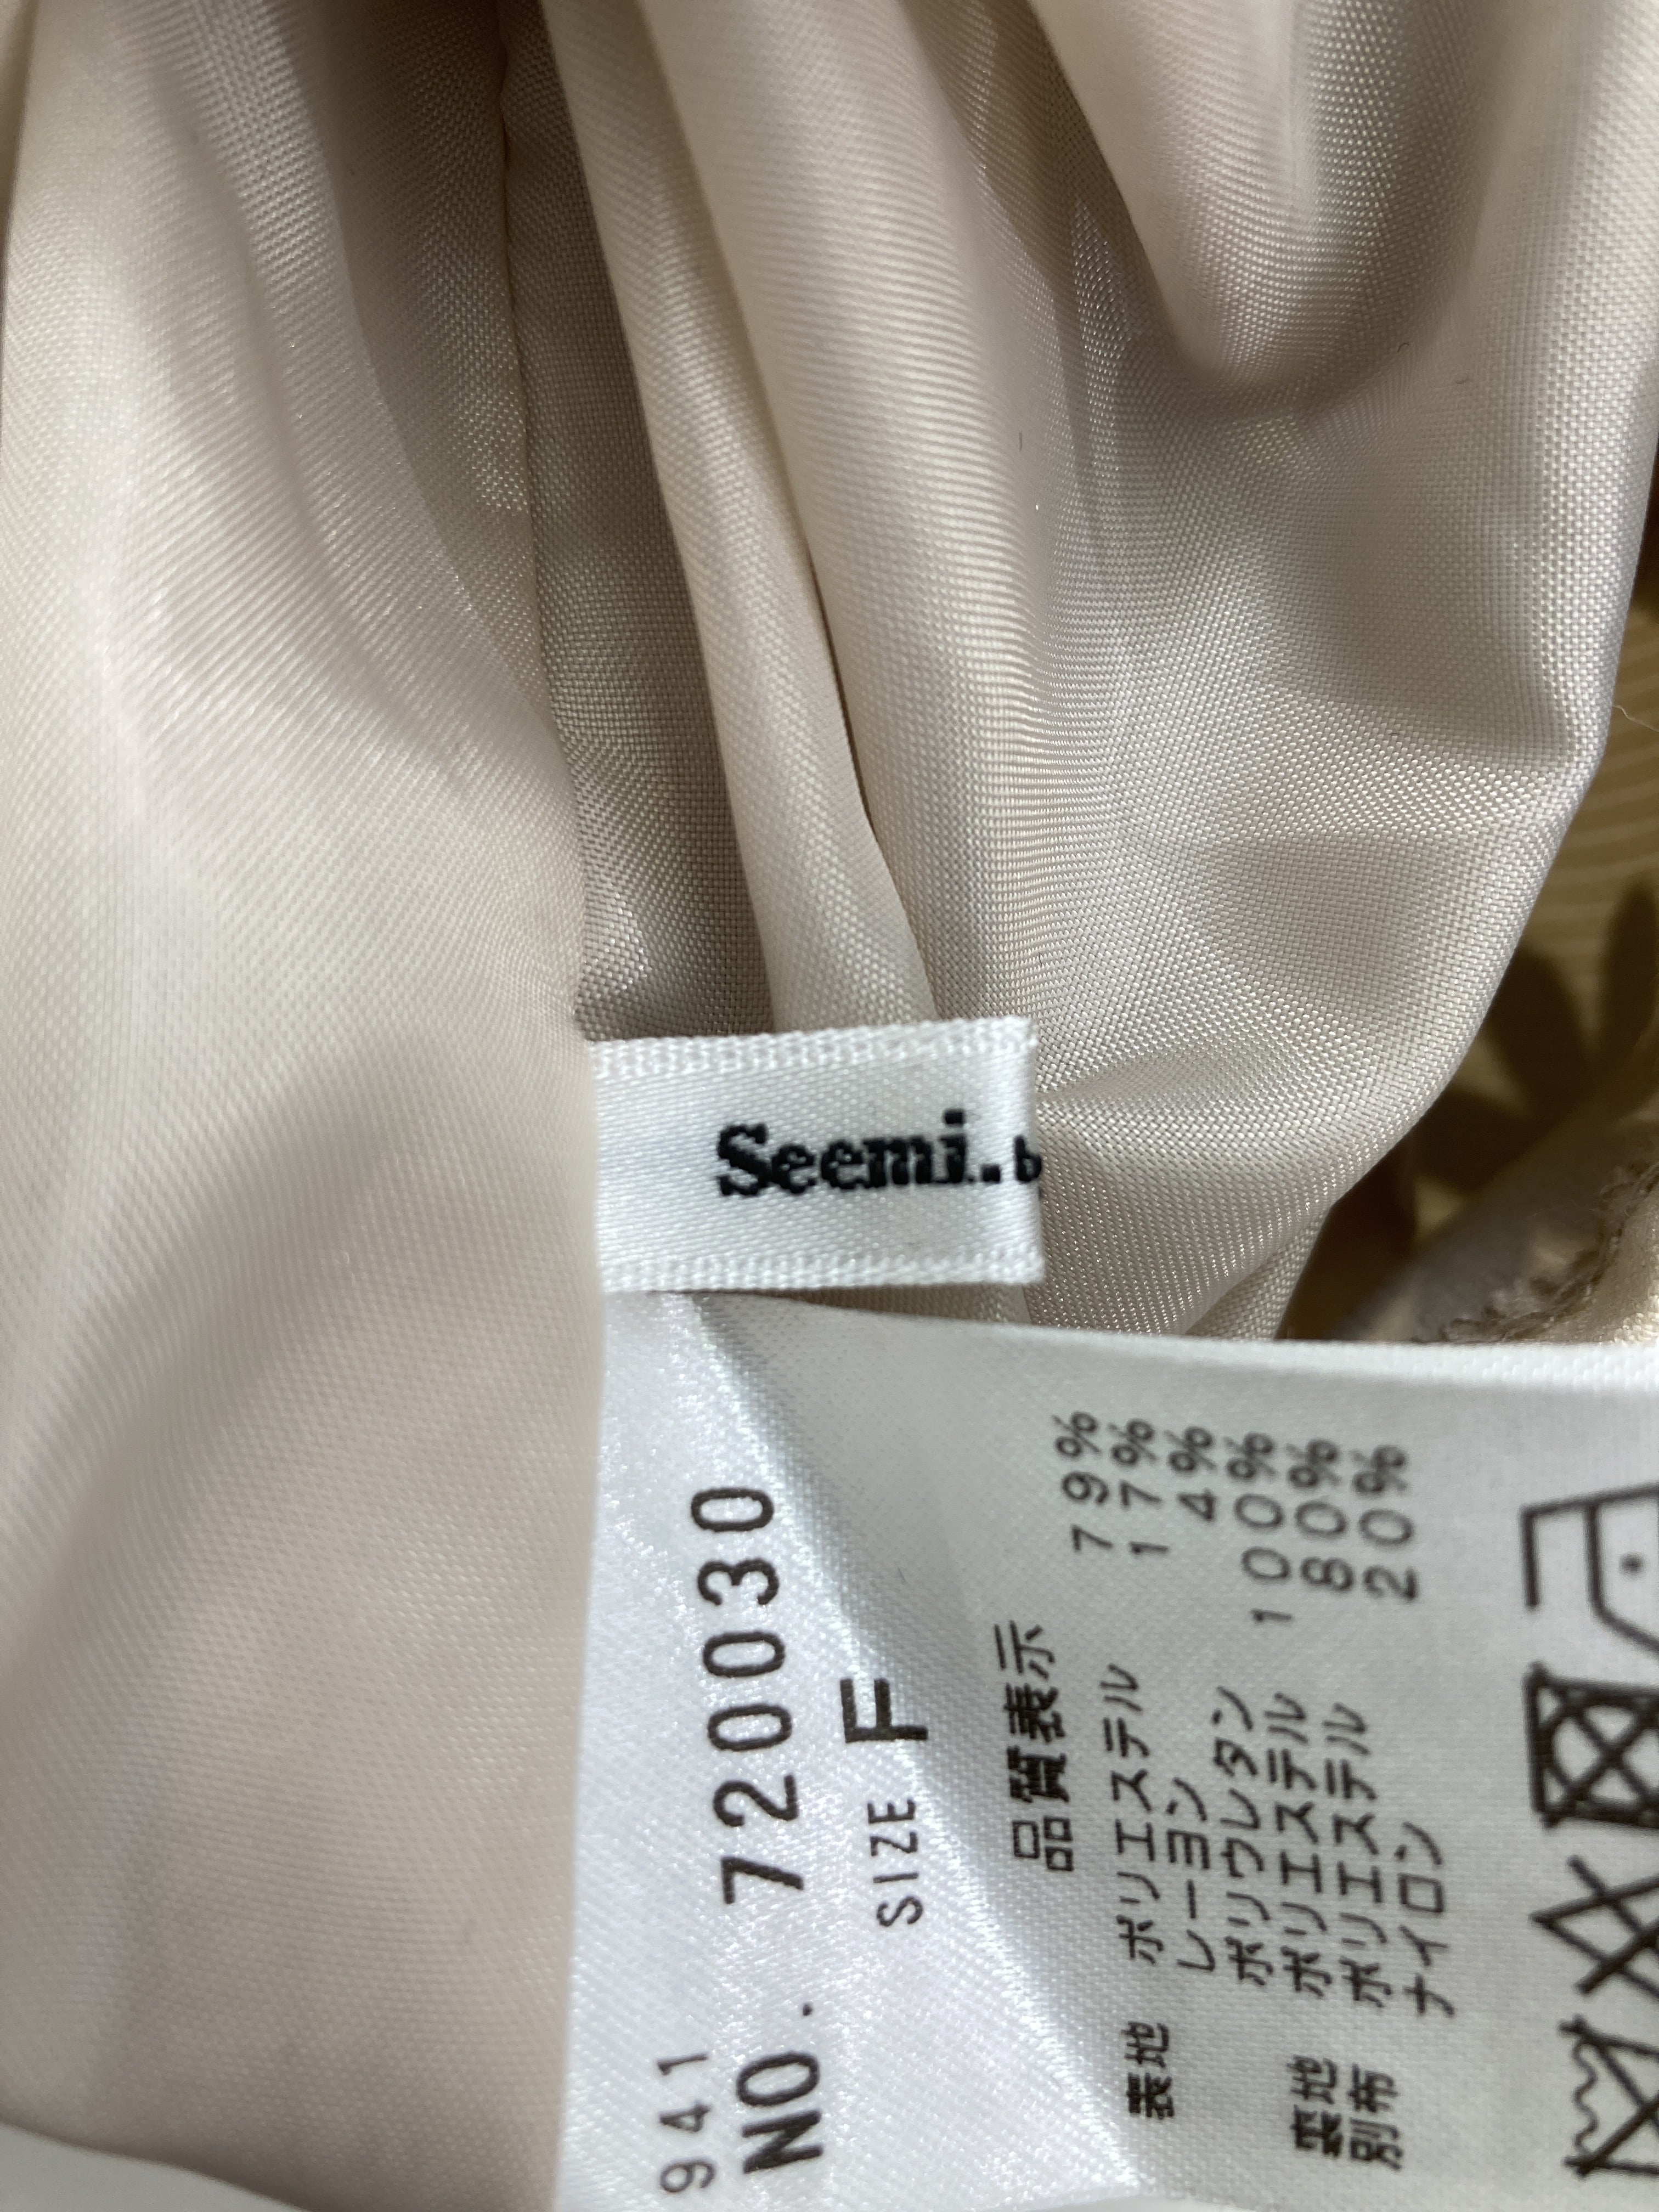 Seemi.b
941
NO. 720030
SIZE F
品質表示
表地 ポリエステル 79%
レーヨン 17%
ポリウレタン 4%
裏地 ポリエステル 100%
別布 ポリエステル 80%
ナイロン 20%